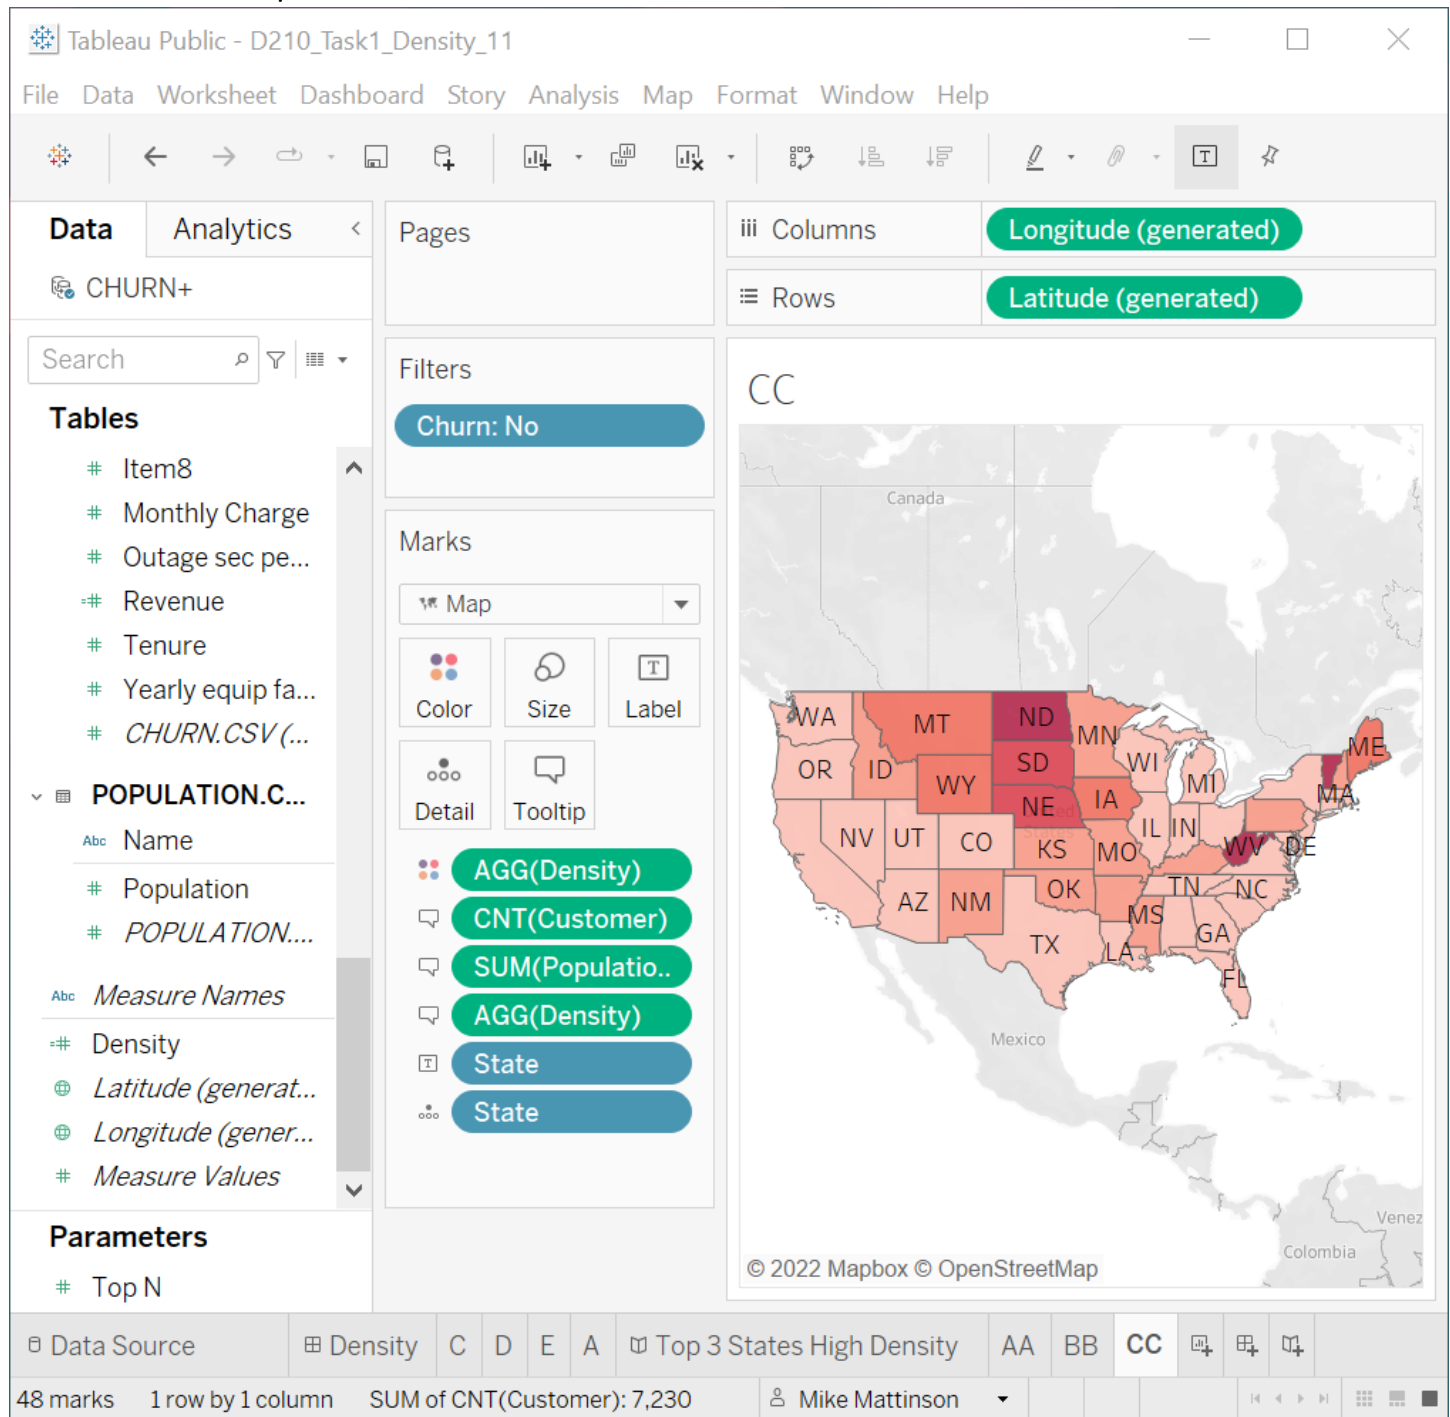 Tableau Public - D210_Task1_Density_11
File Data Worksheet Dashboard Story Analysis Map Format Window Help
Data Analytics
CHURN+
Search
Tables
Item8
Monthly Charge
Outage sec pe...
Revenue
Tenure
Yearly equip fa...
CHURN.CSV (...
POPULATION.C...
Abc Name
Population
POPULATION....
Abc Measure Names
Density
Latitude (generat...
Longitude (gener...
Measure Values
Parameters
Top N
Pages
Filters
Churn: No
Marks
Map
Color Size Label
Detail Tooltip
AGG(Density)
CNT(Customer)
SUM(Populatio..
AGG(Density)
State
State
Columns Longitude (generated)
Rows Latitude (generated)
CC
Canada
WA MT ND MN ME
OR ID WY SD WI MI MA
NV UT CO NE IA IL IN WV DE
United States
KS MO
AZ NM OK TN NC
TX MS LA GA
FL
Mexico
Venez
Colombia
© 2022 Mapbox © OpenStreetMap
Data Source Density C D E A Top 3 States High Density AA BB CC
48 marks 1 row by 1 column SUM of CNT(Customer): 7,230 Mike Mattinson